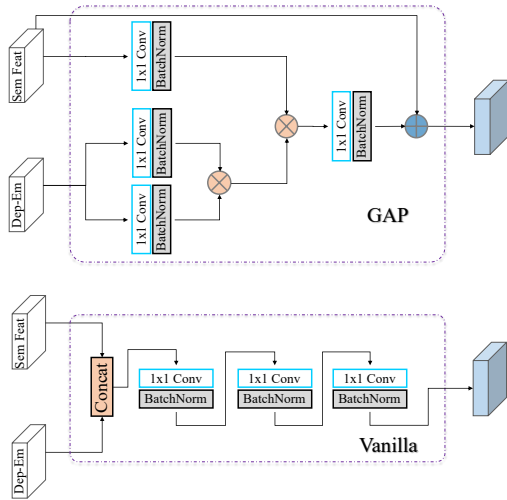 Sem Feat
1x1 Conv
BatchNorm
1x1 Conv
BatchNorm
1x1 Conv
BatchNorm
Dep-Em
1x1 Conv
BatchNorm
GAP
Sem Feat
Concat
1x1 Conv
BatchNorm
1x1 Conv
BatchNorm
1x1 Conv
BatchNorm
Dep-Em
Vanilla